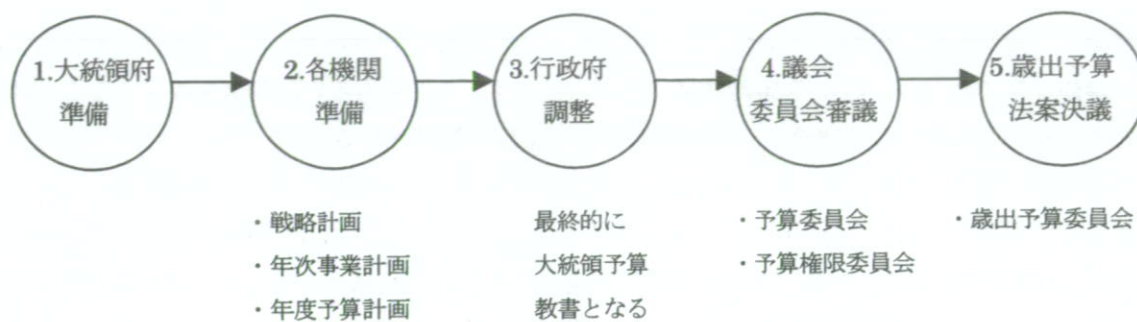 1.大統領府
準備
2.各機関
準備
3.行政府
調整
4.議会
委員会審議
5.歳出予算
法案決議
・戦略計画
・年次事業計画
・年度予算計画
最終的に
大統領予算
教書となる
・予算委員会
・予算権限委員会
・歳出予算委員会